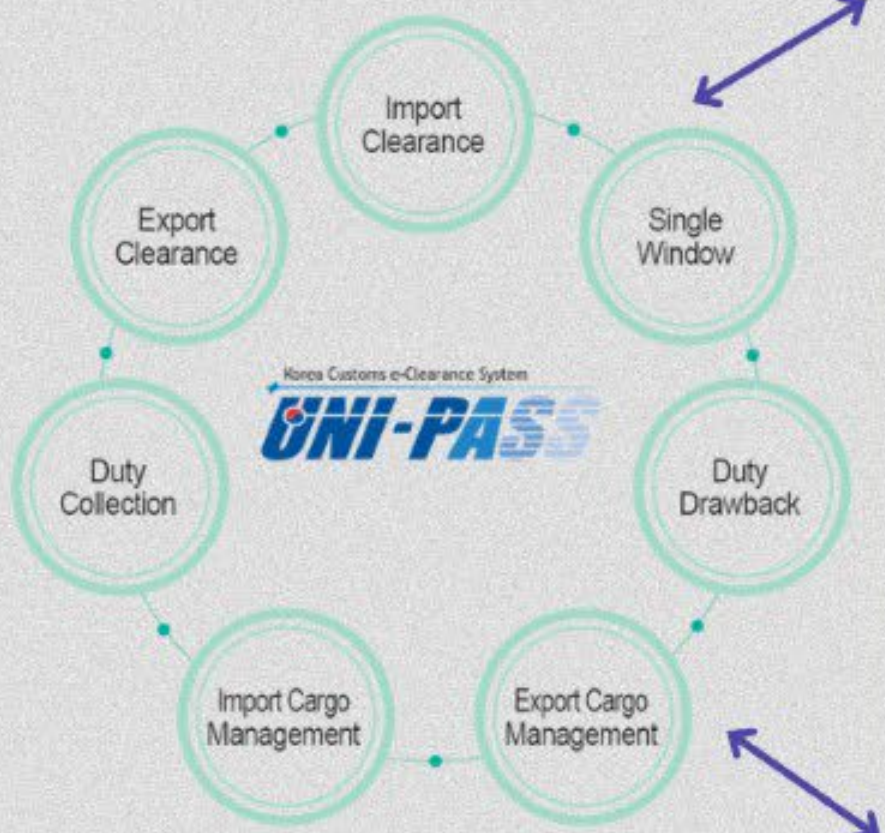 Import
Clearance
Single
Window
Duty
Drawback
Export Cargo
Management
Import Cargo
Management
Duty
Collection
Export
Clearance
Korea Customs e-Clearance System
UNI-PASS